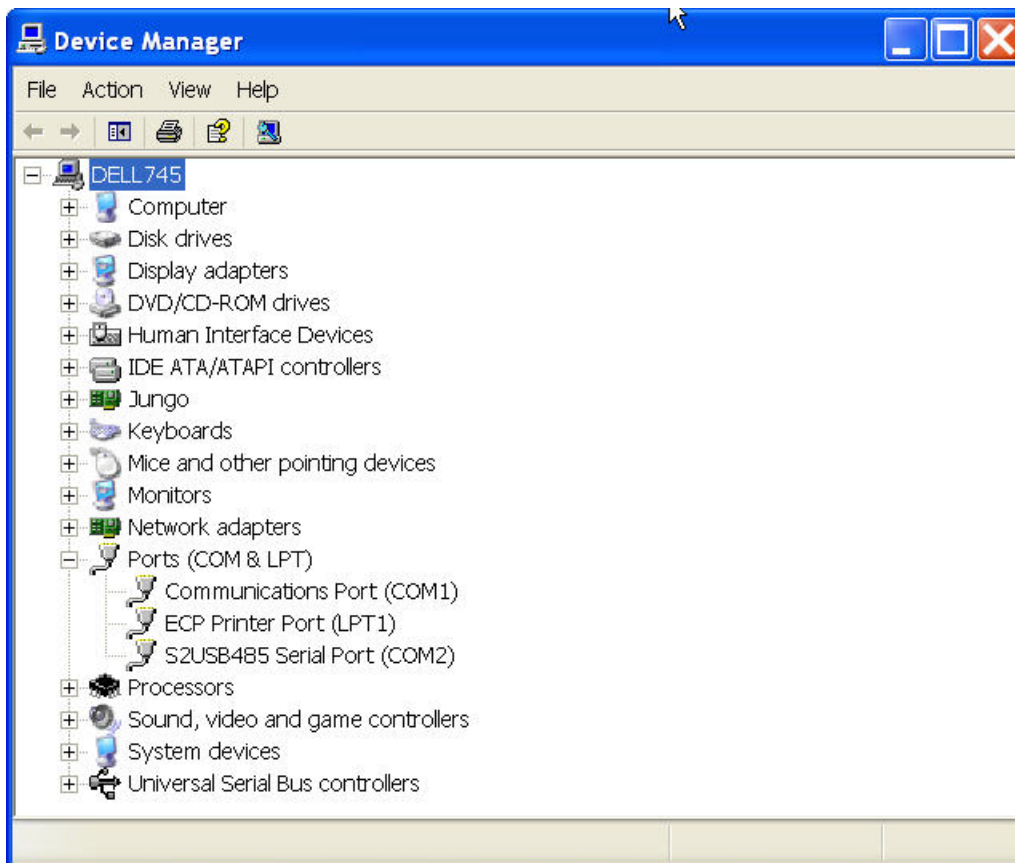 Device Manager
File Action View Help
DELL745
Computer
Disk drives
Display adapters
DVD/CD-ROM drives
Human Interface Devices
IDE ATA/ATAPI controllers
Jungo
Keyboards
Mice and other pointing devices
Monitors
Network adapters
Ports (COM & LPT)
Communications Port (COM1)
ECP Printer Port (LPT1)
S2USB485 Serial Port (COM2)
Processors
Sound, video and game controllers
System devices
Universal Serial Bus controllers